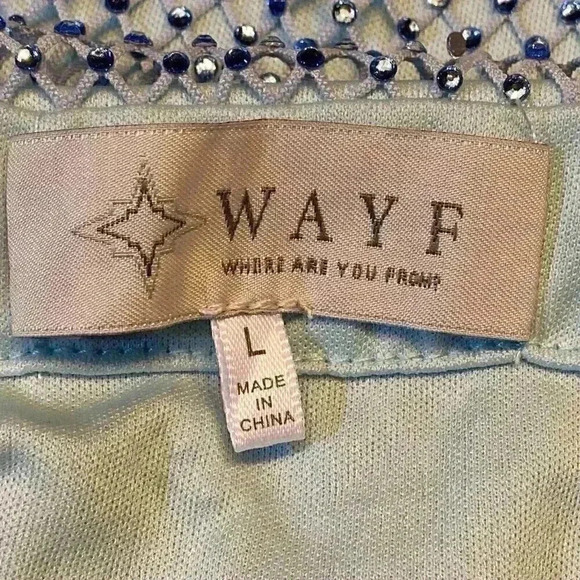 WAYF
WHERE ARE YOU FROM?
L
MADE
IN
CHINA